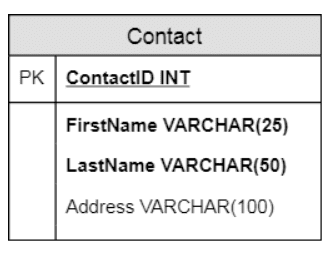 Contact
PK ContactID INT
FirstName VARCHAR(25)
LastName VARCHAR(50)
Address VARCHAR(100)